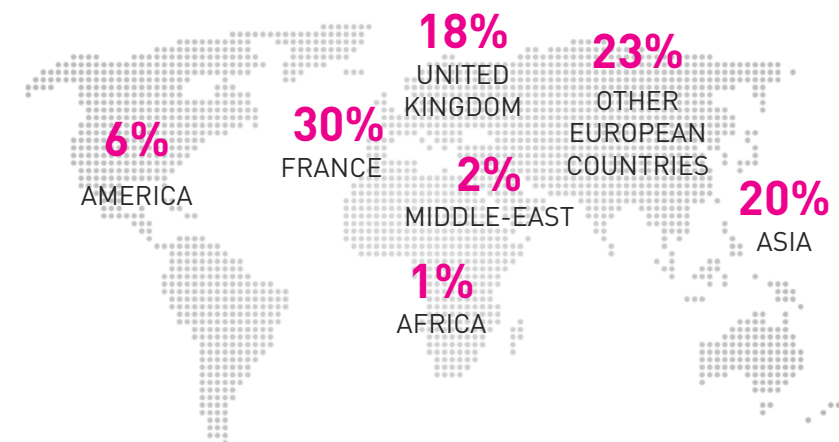 18%
UNITED
KINGDOM
23%
OTHER
EUROPEAN
COUNTRIES
6%
AMERICA
30%
FRANCE
2%
MIDDLE-EAST
20%
ASIA
1%
AFRICA